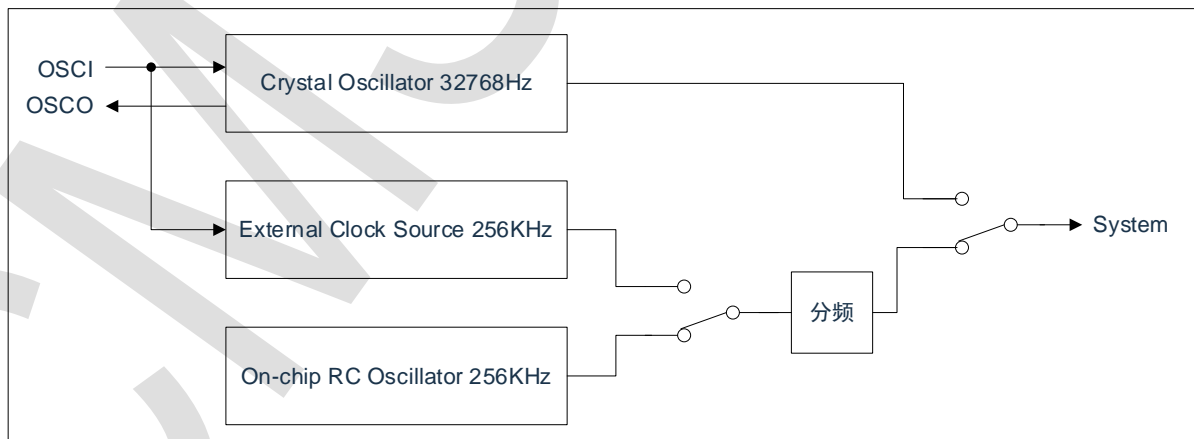 OSCI
OSCO
Crystal Oscillator 32768Hz
External Clock Source 256KHz
System
分频
On-chip RC Oscillator 256KHz